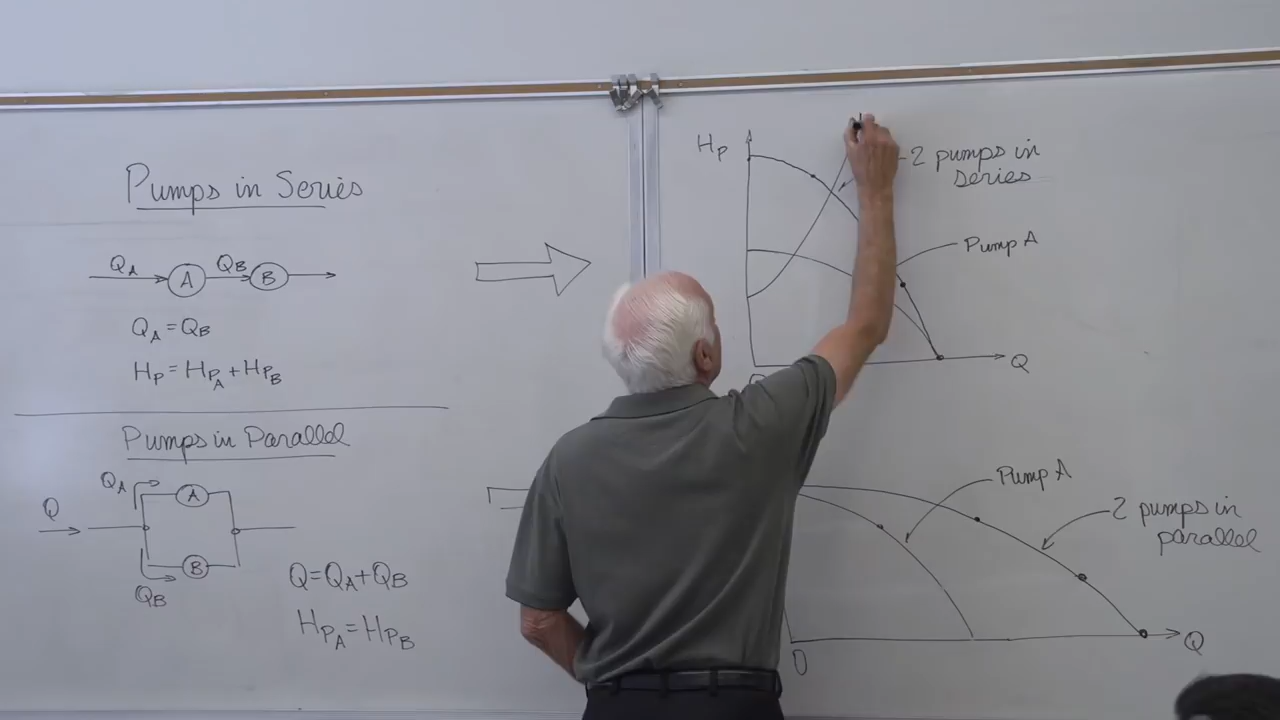 Pumps in Series
QA QB
A B
QA = QB
HP = HPA + HPB
Pumps in Parallel
QA
A
Q
B
QB
Q = QA + QB
HPA = HPB
HP
2 pumps in
series
Pump A
Q
Pump A
2 pumps in
parallel
Q
0